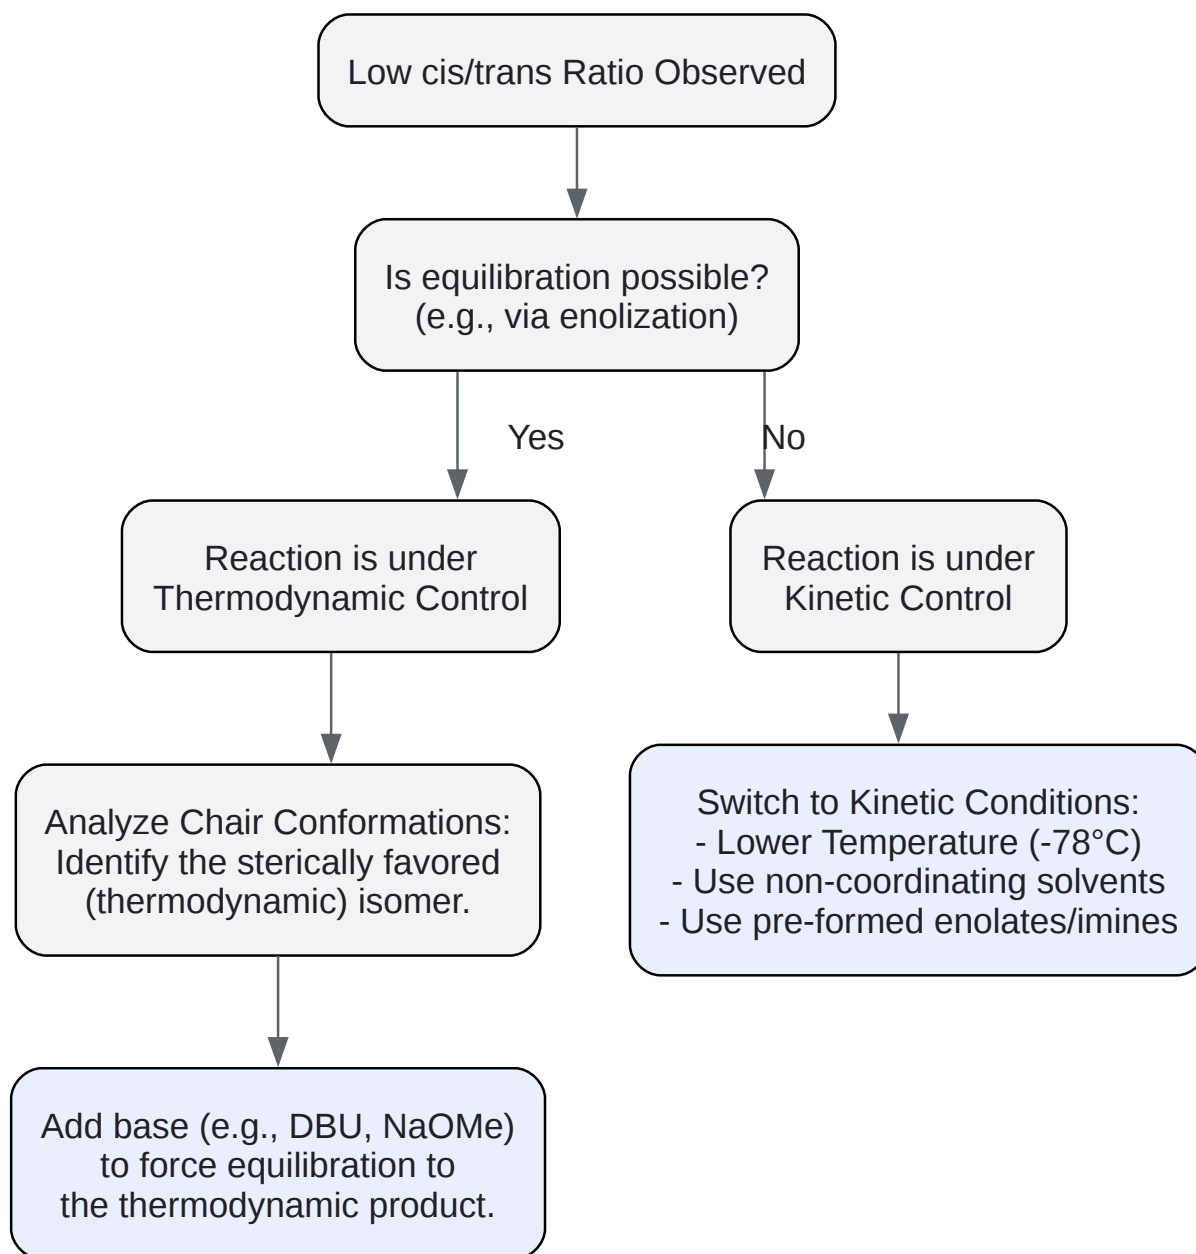 Low cis/trans Ratio Observed
Is equilibration possible?
(e.g., via enolization)
Yes
No
Reaction is under
Thermodynamic Control
Reaction is under
Kinetic Control
Analyze Chair Conformations:
Identify the sterically favored
(thermodynamic) isomer.
Switch to Kinetic Conditions:
- Lower Temperature (-78°C)
- Use non-coordinating solvents
- Use pre-formed enolates/imines
Add base (e.g., DBU, NaOMe)
to force equilibration to
the thermodynamic product.